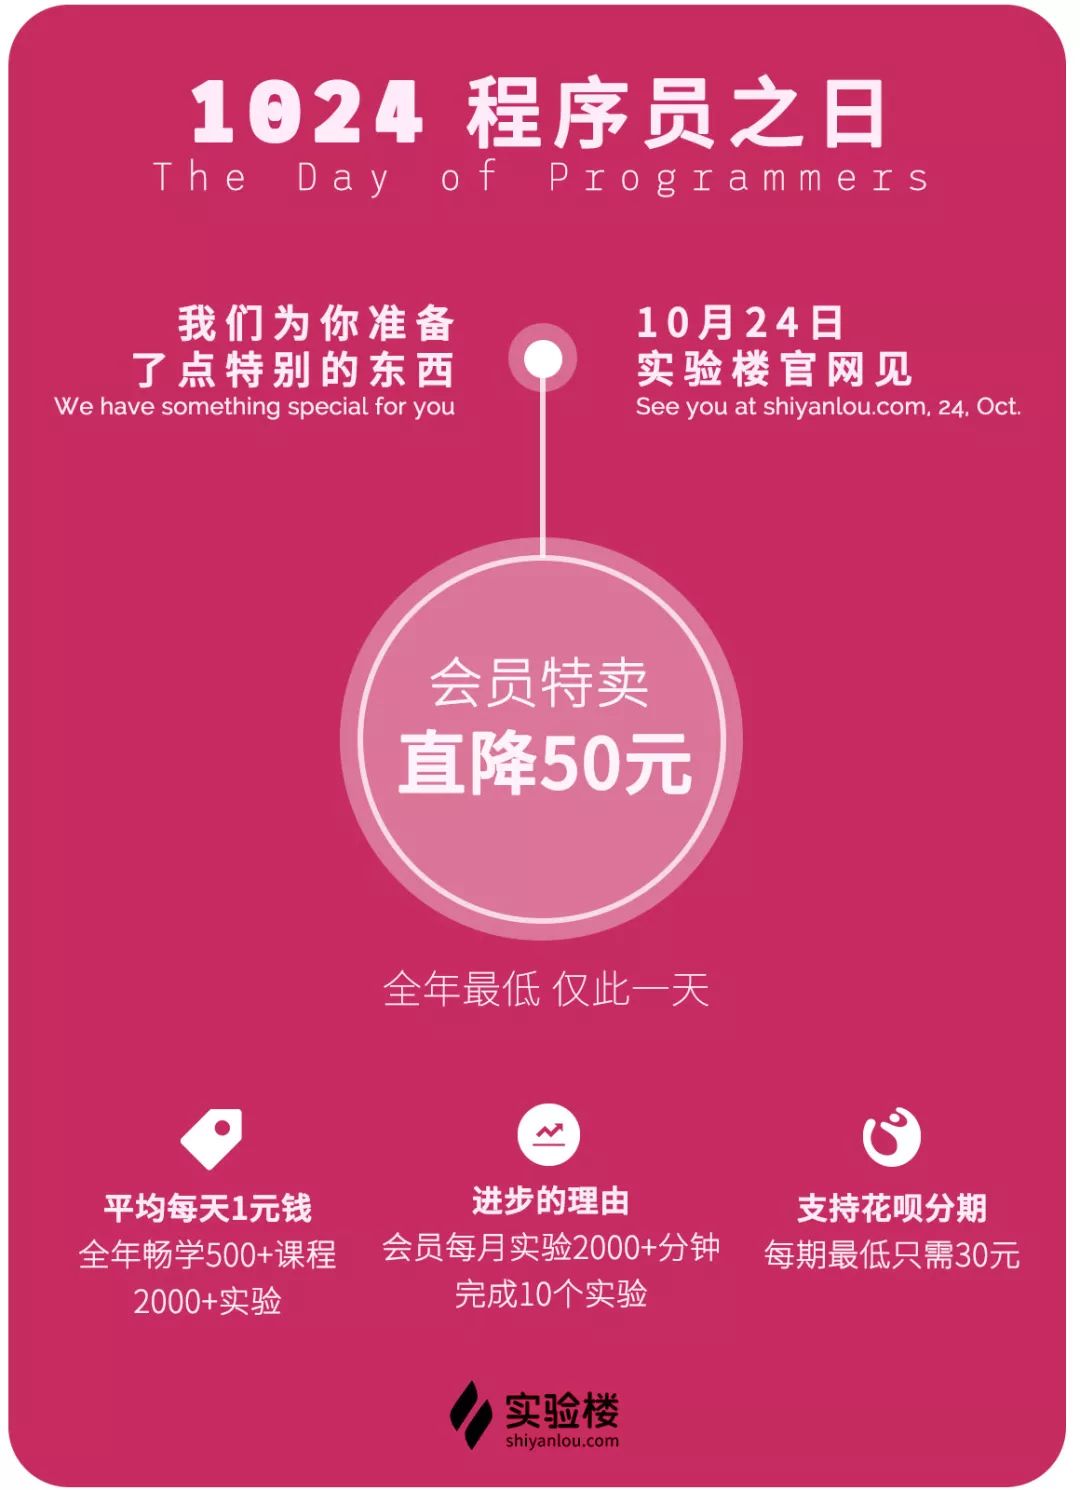 1024 程序员之日
The Day of Programmers
我们为你准备
了点特别的东西
We have something special for you
10月24日
实验楼官网见
See you at shiyanlou.com, 24, Oct.
会员特卖
直降50元
全年最低 仅此一天
平均每天1元钱
全年畅学500+课程
2000+实验
进步的理由
会员每月实验2000+分钟
完成10个实验
支持花呗分期
每期最低只需30元
实验楼
shiyanlou.com